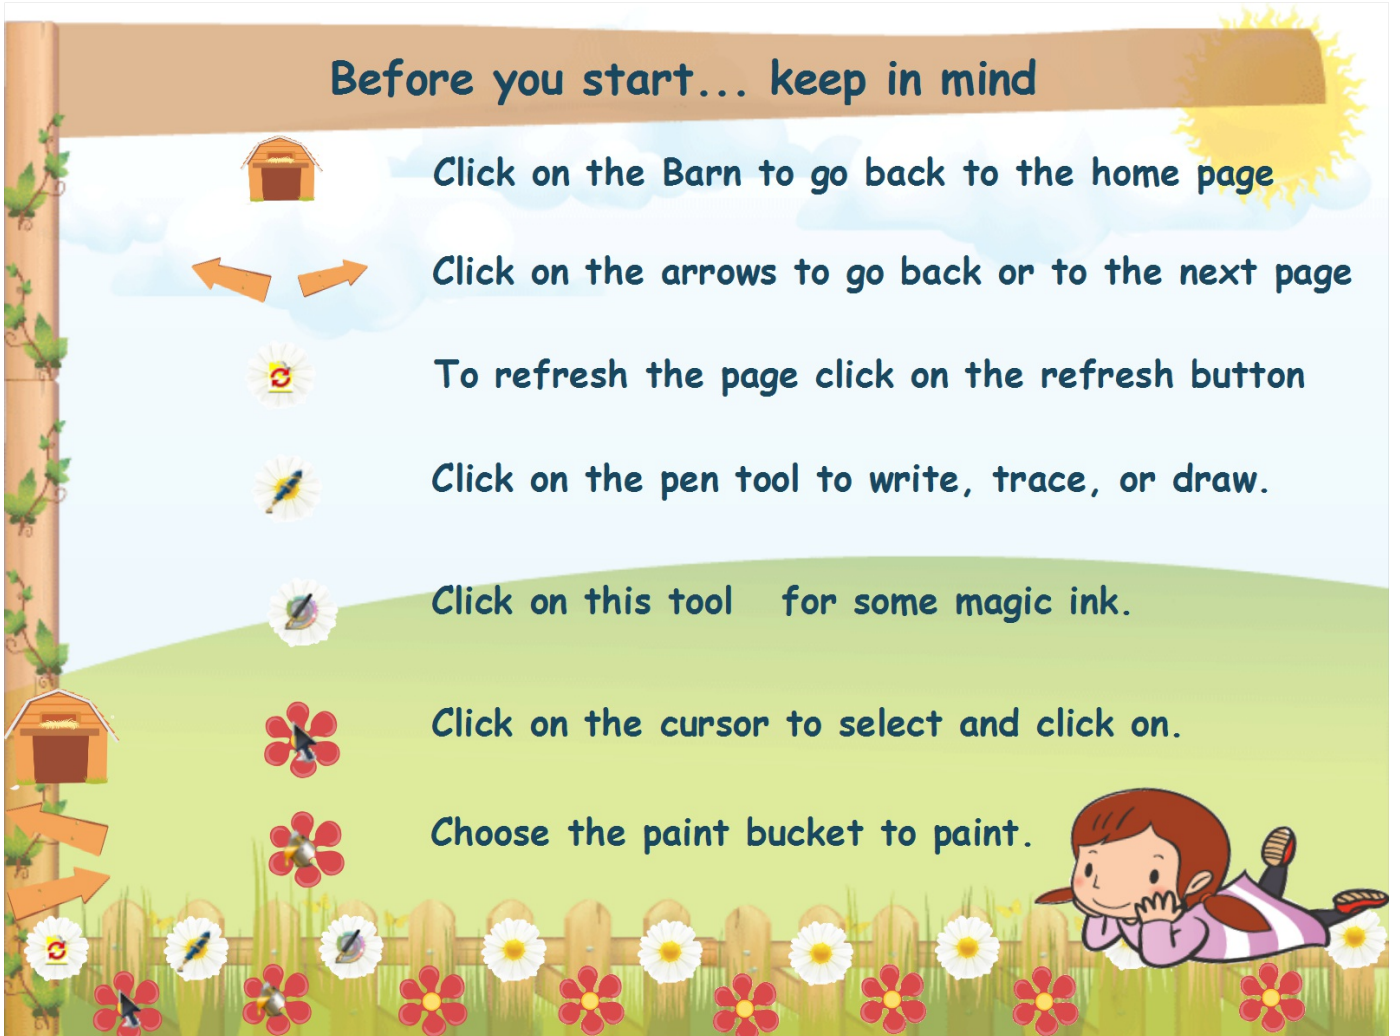 Before you start... keep in mind
Click on the Barn to go back to the home page
Click on the arrows to go back or to the next page
To refresh the page click on the refresh button
Click on the pen tool to write, trace, or draw.
Click on this tool for some magic ink.
Click on the cursor to select and click on.
Choose the paint bucket to paint.